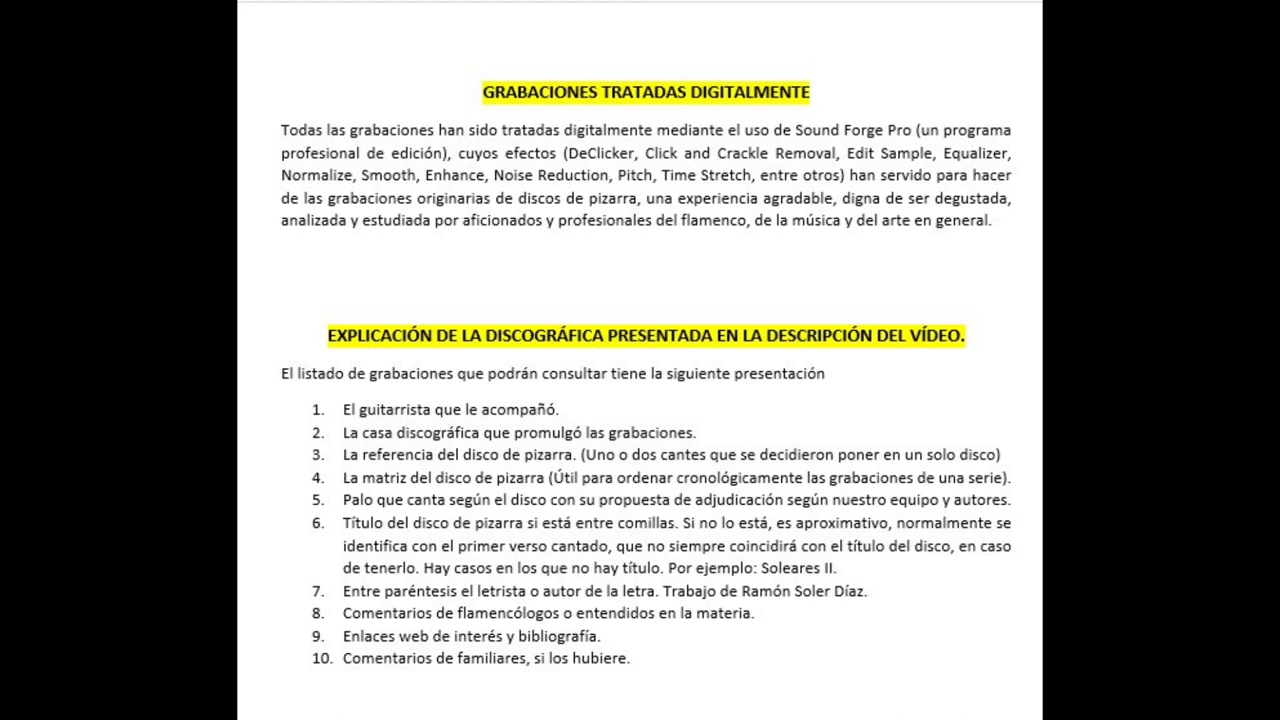 GRABACIONES TRATADAS DIGITALMENTE
Todas las grabaciones han sido tratadas digitalmente mediante el uso de Sound Forge Pro (un programa
profesional de edición), cuyos efectos (DeClicker, Click and Crackle Removal, Edit Sample, Equalizer,
Normalize, Smooth, Enhance, Noise Reduction, Pitch, Time Stretch, entre otros) han servido para hacer
de las grabaciones originarias de discos de pizarra, una experiencia agradable, digna de ser degustada,
analizada y estudiada por aficionados y profesionales del flamenco, de la música y del arte en general.
EXPLICACIÓN DE LA DISCOGRÁFICA PRESENTADA EN LA DESCRIPCIÓN DEL VÍDEO.
El listado de grabaciones que podrán consultar tiene la siguiente presentación
1. El guitarrista que le acompañó.
2. La casa discográfica que promulgó las grabaciones.
3. La referencia del disco de pizarra. (Uno o dos cantes que se decidieron poner en un solo disco)
4. La matriz del disco de pizarra (Útil para ordenar cronológicamente las grabaciones de una serie).
5. Palo que canta según el disco con su propuesta de adjudicación según nuestro equipo y autores.
6. Título del disco de pizarra si está entre comillas. Si no lo está, es aproximativo, normalmente se
identifica con el primer verso cantado, que no siempre coincidirá con el título del disco, en caso
de tenerlo. Hay casos en los que no hay título. Por ejemplo: Soleares II.
7. Entre paréntesis el letrista o autor de la letra. Trabajo de Ramón Soler Díaz.
8. Comentarios de flamencólogos o entendidos en la materia.
9. Enlaces web de interés y bibliografía.
10. Comentarios de familiares, si los hubiere.